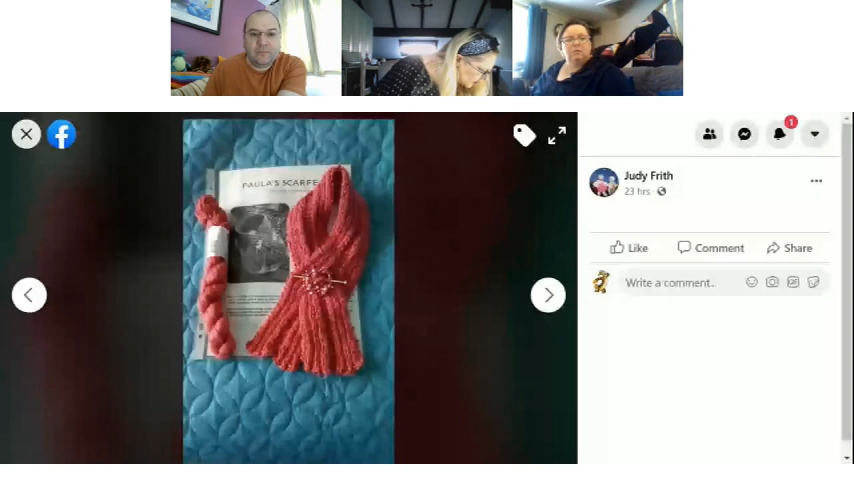 1
Judy Frith
23 hrs
PAULA'S SCARFE
Like
Comment
Share
Write a comment...